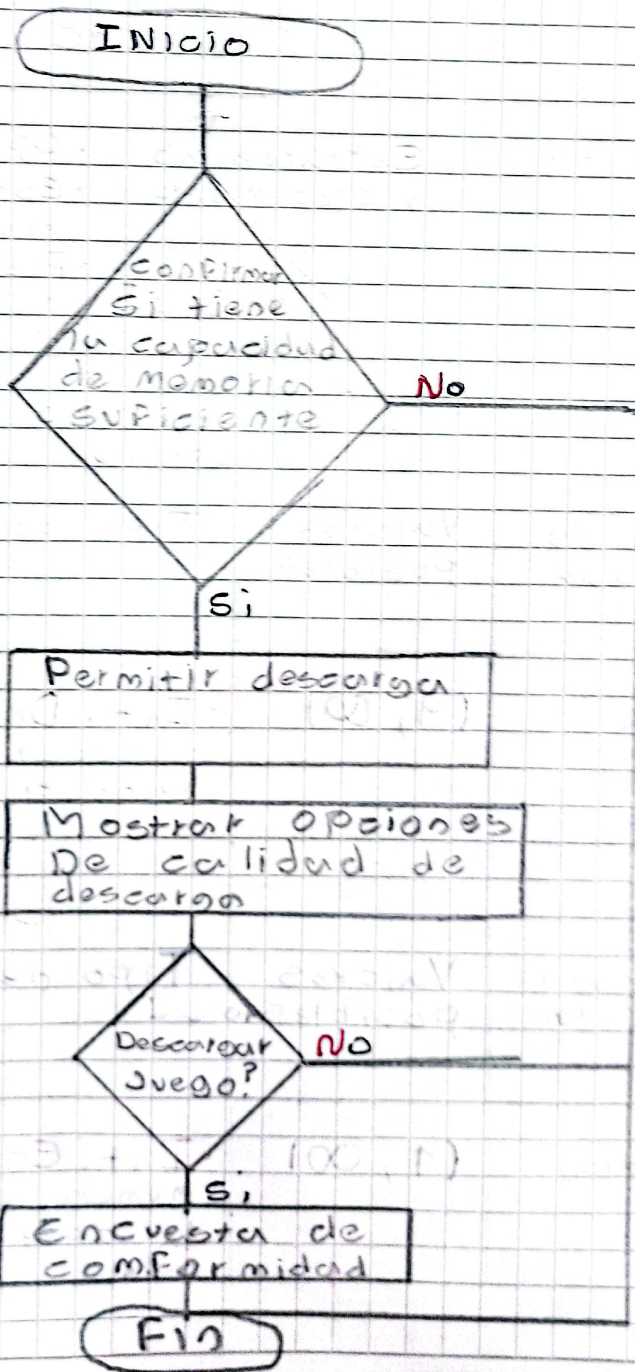 INicio
confirmar
Si tiene
la capacidad
de memoria
suficiente
No
Si
Permitir descarga
Mostrar opciones
De calidad de
descarga
Descargar
Juego?
No
Si
Encuesta de
comformidad
Fin